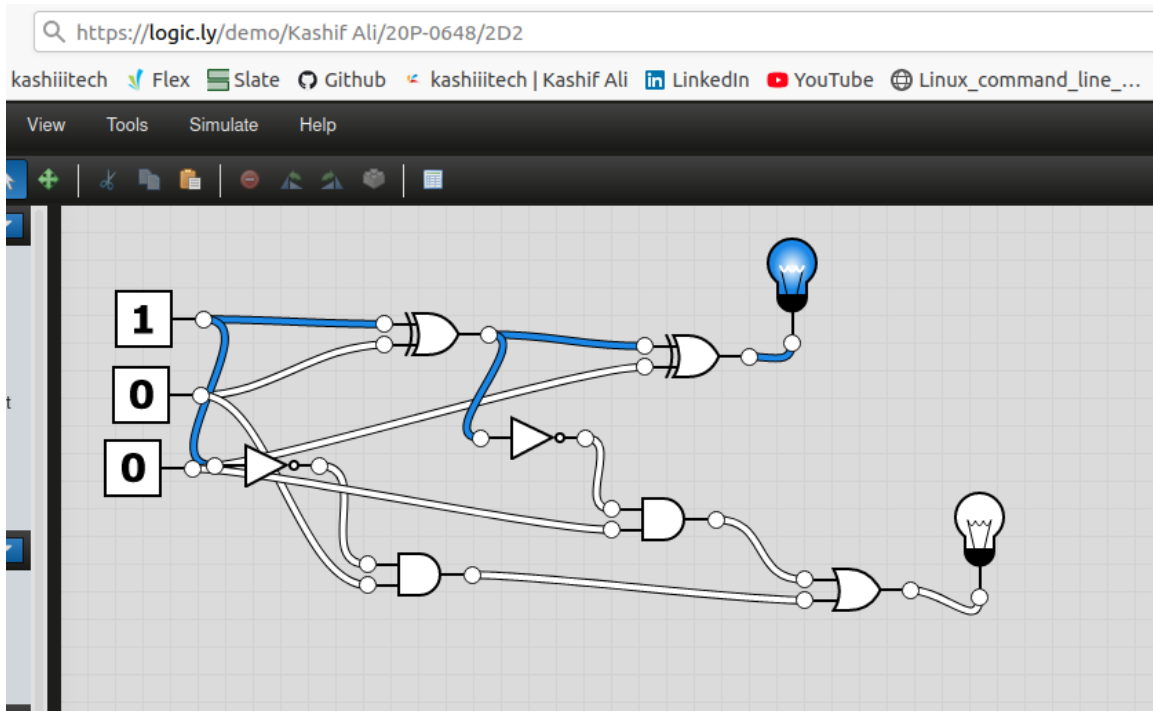 https://logic.ly/demo/Kashif Ali/20P-0648/2D2
kashiiitech Flex Slate Github kashiiitech | Kashif Ali LinkedIn YouTube Linux_command_line_...
View Tools Simulate Help
1
0
t
0